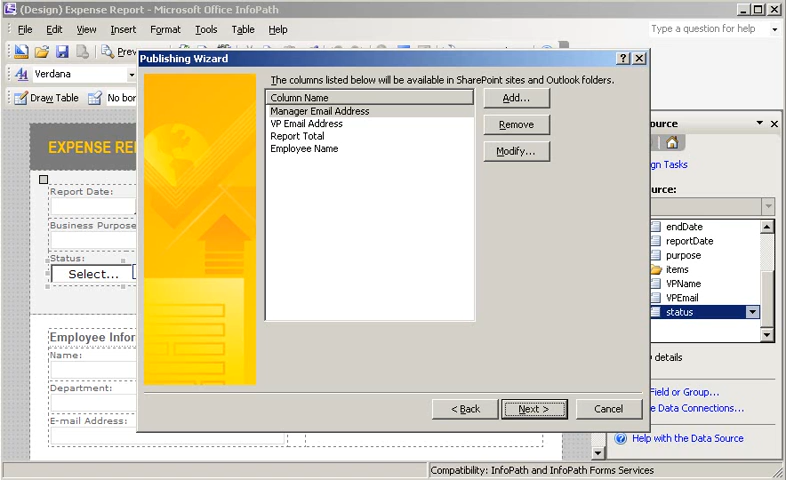 (Design) Expense Report - Microsoft Office InfoPath
File Edit View Insert Format Tools Table Help
Type a question for help
Verdana
Draw Table No bor
Publishing Wizard
The columns listed below will be available in SharePoint sites and Outlook folders.
Column Name
Manager Email Address
VP Email Address
Report Total
Employee Name
Add...
Remove
Modify...
< Back Next > Cancel
EXPENSE RE
Report Date:
Business Purpose
Status:
Select...
Employee Infor
Name:
Department:
E-mail Address:
ource
gn Tasks
urce:
endDate
reportDate
purpose
items
VPName
VPEmail
status
details
Field or Group...
e Data Connections...
Help with the Data Source
Compatibility: InfoPath and InfoPath Forms Services